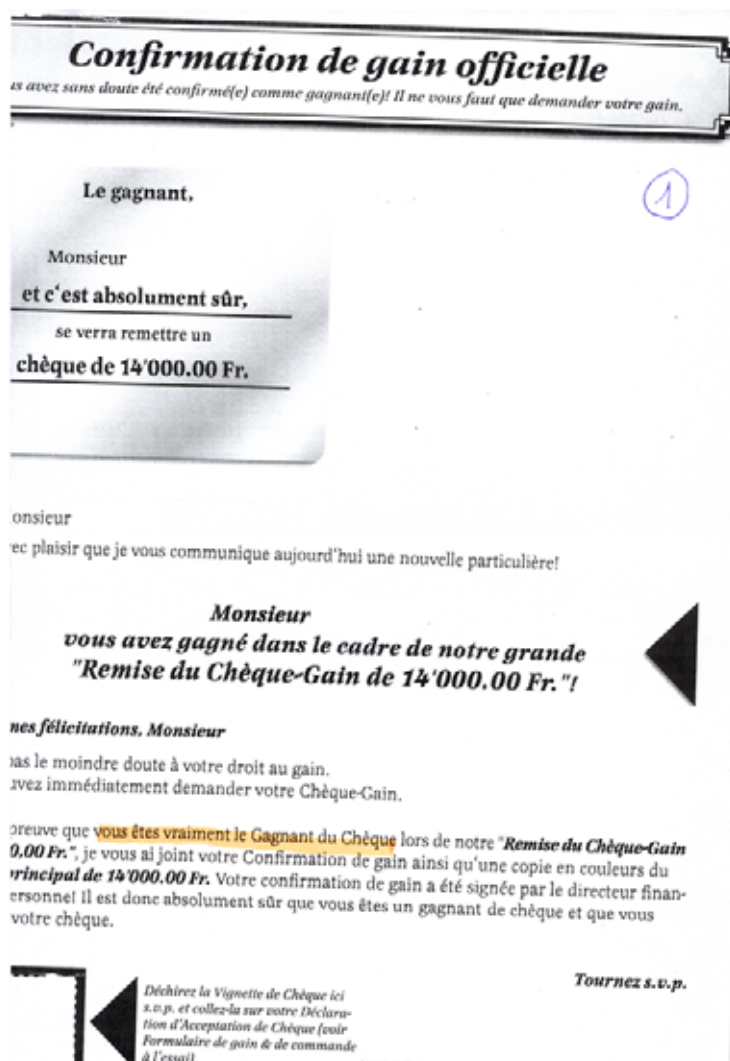 Confirmation de gain officielle
us avez sans doute été confirmé(e) comme gagnant(e)! Il ne vous faut que demander votre gain.
1
Le gagnant,
Monsieur
et c'est absolument sûr,
se verra remettre un
chèque de 14'000.00 Fr.
onsieur
ec plaisir que je vous communique aujourd'hui une nouvelle particulière!
Monsieur
vous avez gagné dans le cadre de notre grande
"Remise du Chèque-Gain de 14'000.00 Fr."!
nes félicitations, Monsieur
pas le moindre doute à votre droit au gain.
uvez immédiatement demander votre Chèque-Gain.
preuve que vous êtes vraiment le Gagnant du Chèque lors de notre "Remise du Chèque-Gain
0,00 Fr.", je vous ai joint votre Confirmation de gain ainsi qu'une copie en couleurs du
principal de 14'000.00 Fr. Votre confirmation de gain a été signée par le directeur finan-
ersonne! Il est donc absolument sûr que vous êtes un gagnant de chèque et que vous
votre chèque.
Tournez s.v.p.
Déchirez la Vignette de Chèque ici
s.v.p. et collez-la sur votre Déclara-
tion d'Acceptation de Chèque (voir
Formulaire de gain & de commande
à l'essai)